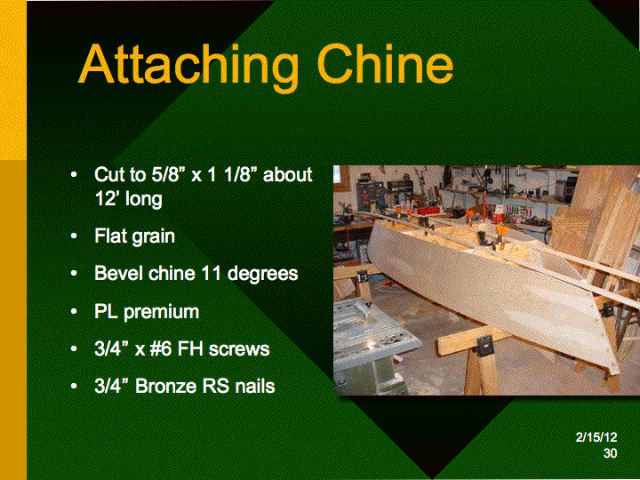 Attaching Chine
• Cut to 5/8” x 1 1/8” about
12’ long
• Flat grain
• Bevel chine 11 degrees
• PL premium
• 3/4” x #6 FH screws
• 3/4” Bronze RS nails
2/15/12
30